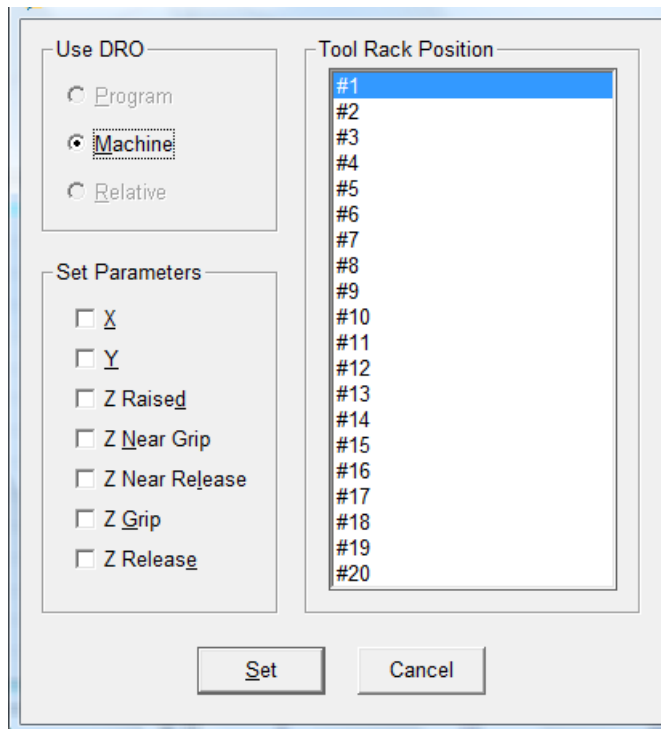 Use DRO
Program
Machine
Relative
Set Parameters
X
Y
Z Raised
Z Near Grip
Z Near Release
Z Grip
Z Release
Tool Rack Position
#1
#2
#3
#4
#5
#6
#7
#8
#9
#10
#11
#12
#13
#14
#15
#16
#17
#18
#19
#20
Set
Cancel